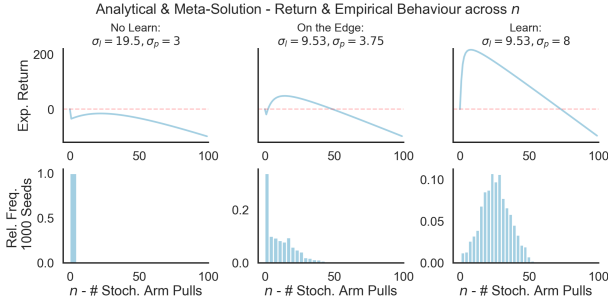 Analytical & Meta-Solution - Return & Empirical Behaviour across n
No Learn:
σₗ = 19.5, σₚ = 3
On the Edge:
σₗ = 9.53, σₚ = 3.75
Learn:
σₗ = 9.53, σₚ = 8
Exp. Return
200
0
0 50 100
0 50 100
0 50 100
Rel. Freq.
1000 Seeds
1.0
0.5
0.0
0.2
0.0
0.10
0.05
0.00
0 50 100
0 50 100
0 50 100
n - # Stoch. Arm Pulls
n - # Stoch. Arm Pulls
n - # Stoch. Arm Pulls